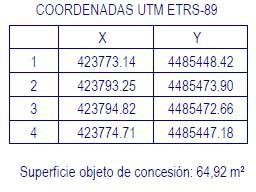 COORDENADAS UTM ETRS-89
X Y
1 423773.14 4485448.42
2 423793.25 4485473.90
3 423794.82 4485472.66
4 423774.71 4485447.18
Superficie objeto de concesión: 64,92 m²